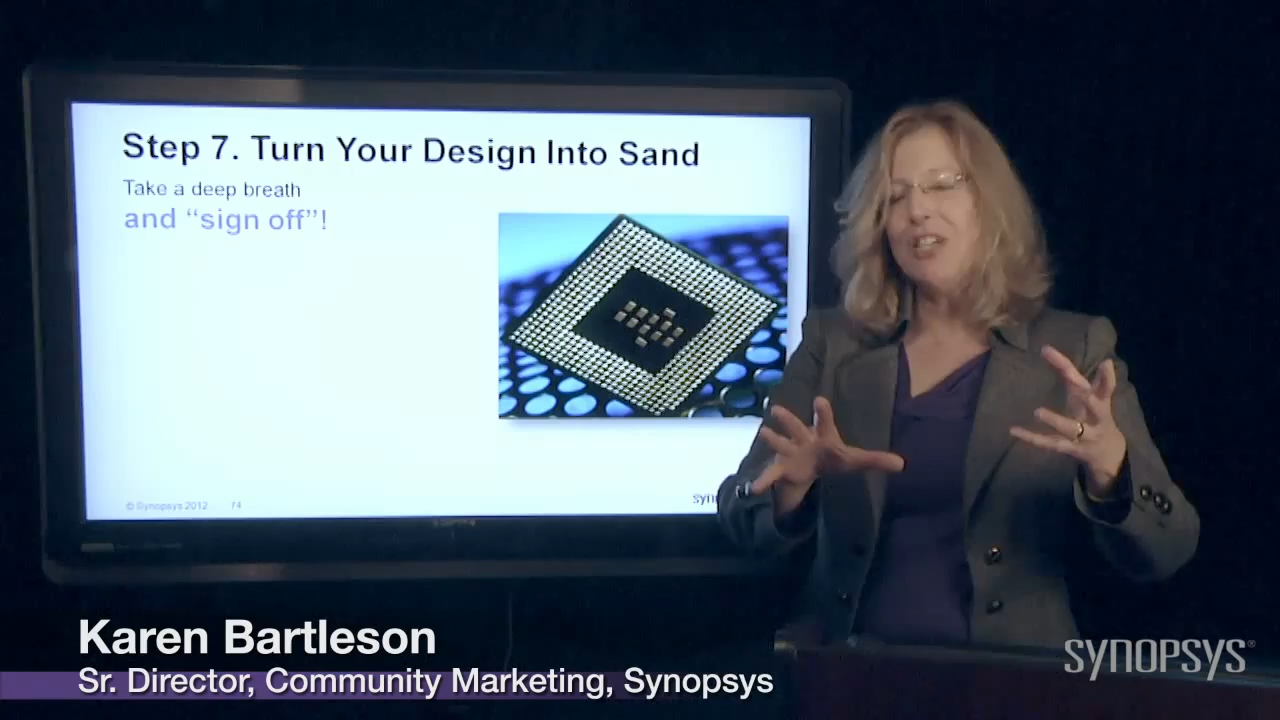 Step 7. Turn Your Design Into Sand
Take a deep breath
and “sign off”!
© Synopsys 2012 74
Karen Bartleson
Sr. Director, Community Marketing, Synopsys
SYNOPSYS®